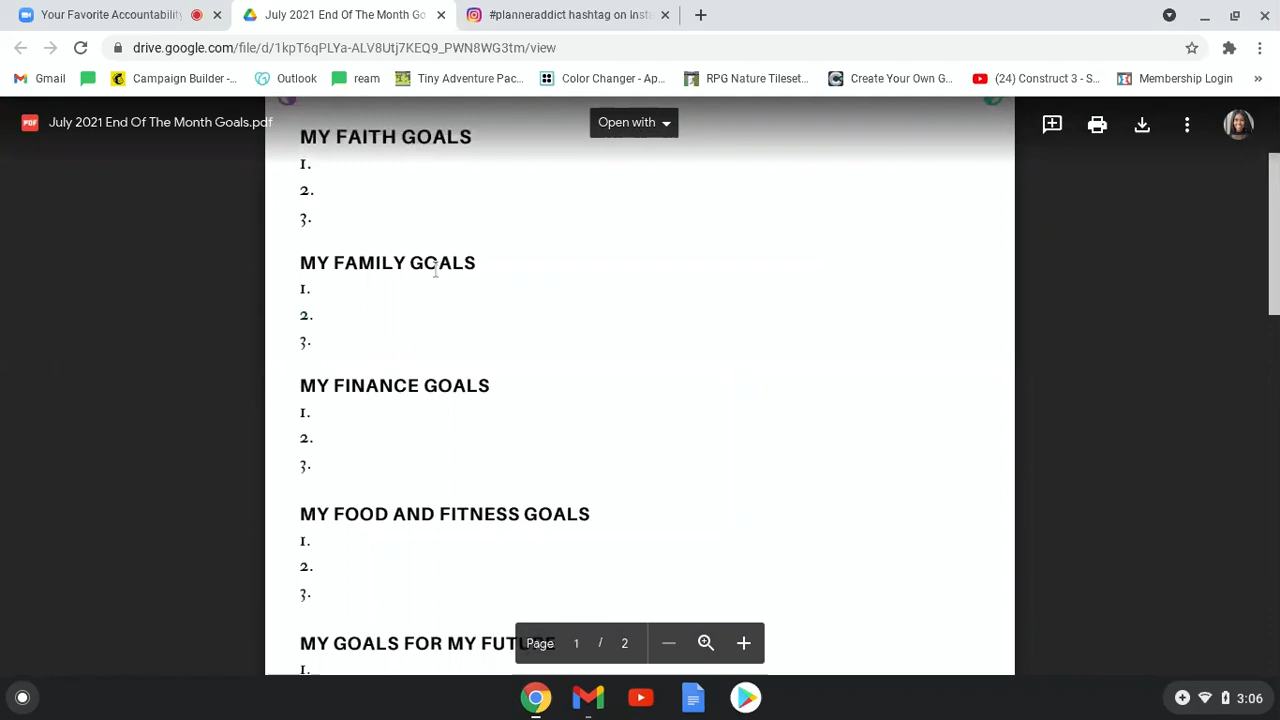 Your Favorite Accountability
July 2021 End Of The Month Go
#planneraddict hashtag on Insta
drive.google.com/file/d/1kpT6qPLYa-ALV8Utj7KEQ9_PWN8WG3tm/view
Gmail
Campaign Builder -...
Outlook
ream
Tiny Adventure Pac...
Color Changer - Ap...
RPG Nature Tileset...
Create Your Own G...
(24) Construct 3 - S...
Membership Login
»
PDF
July 2021 End Of The Month Goals.pdf
Open with
MY FAITH GOALS
1.
2.
3.
MY FAMILY GOALS
1.
2.
3.
MY FINANCE GOALS
1.
2.
3.
MY FOOD AND FITNESS GOALS
1.
2.
3.
MY GOALS FOR MY FUTURE
1.
Page 1 / 2
3:06